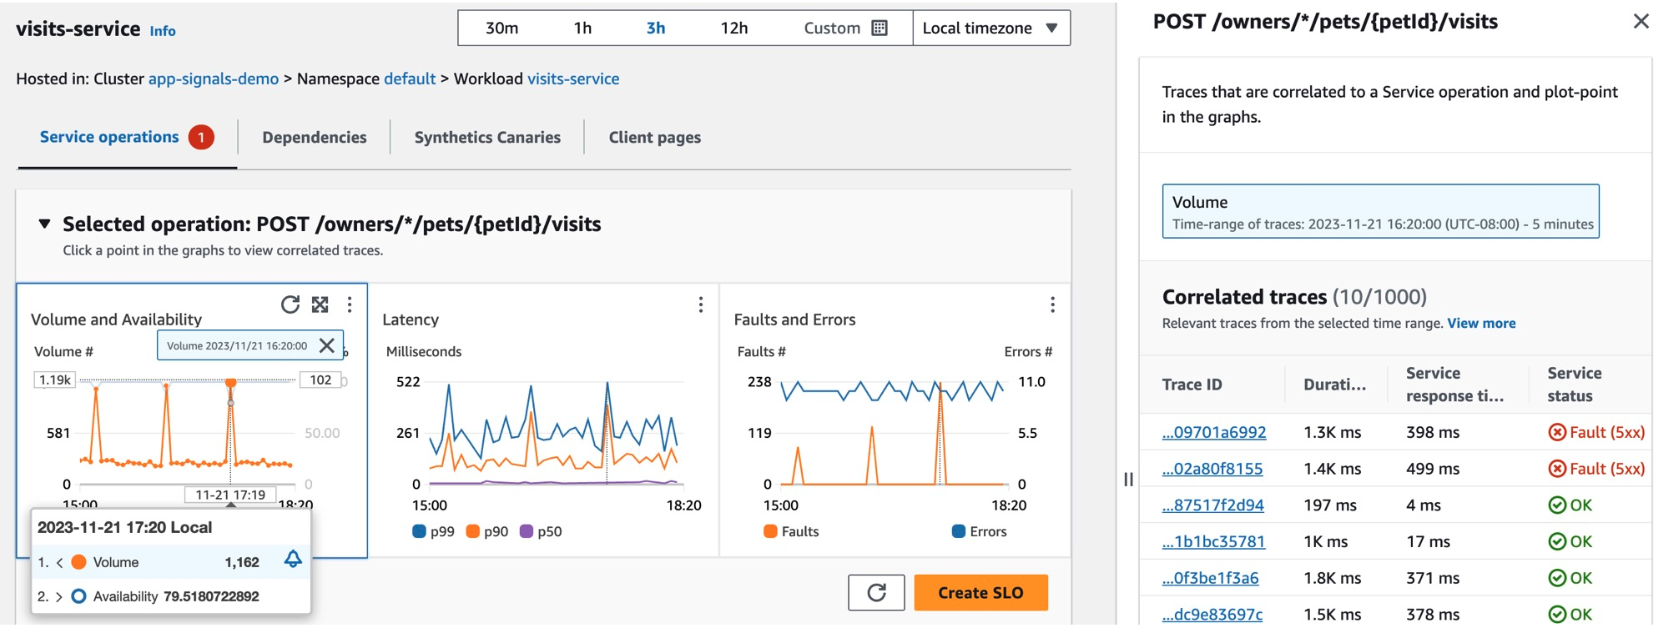 visits-service Info
30m 1h 3h 12h Custom Local timezone
Hosted in: Cluster app-signals-demo > Namespace default > Workload visits-service
Service operations 1 Dependencies Synthetics Canaries Client pages
Selected operation: POST /owners/*/pets/{petId}/visits
Click a point in the graphs to view correlated traces.
Volume and Availability
Volume # %
Volume 2023/11/21 16:20:00
1.19k 102
581 50.00
0 0
11-21 17:19
15:00 18:20
2023-11-21 17:20 Local
1. < Volume 1,162
2. > Availability 79.5180722892
Latency
Milliseconds
522
261
0
15:00 18:20
p99 p90 p50
Faults and Errors
Faults # Errors #
238 11.0
119 5.5
0 0
15:00 18:20
Faults Errors
Create SLO
POST /owners/*/pets/{petId}/visits
Traces that are correlated to a Service operation and plot-point
in the graphs.
Volume
Time-range of traces: 2023-11-21 16:20:00 (UTC-08:00) - 5 minutes
Correlated traces (10/1000)
Relevant traces from the selected time range. View more
Trace ID Durati... Service response ti... Service status
...09701a6992 1.3K ms 398 ms Fault (5xx)
...02a80f8155 1.4K ms 499 ms Fault (5xx)
...87517f2d94 197 ms 4 ms OK
...1b1bc35781 1K ms 17 ms OK
...0f3be1f3a6 1.8K ms 371 ms OK
...dc9e83697c 1.5K ms 378 ms OK